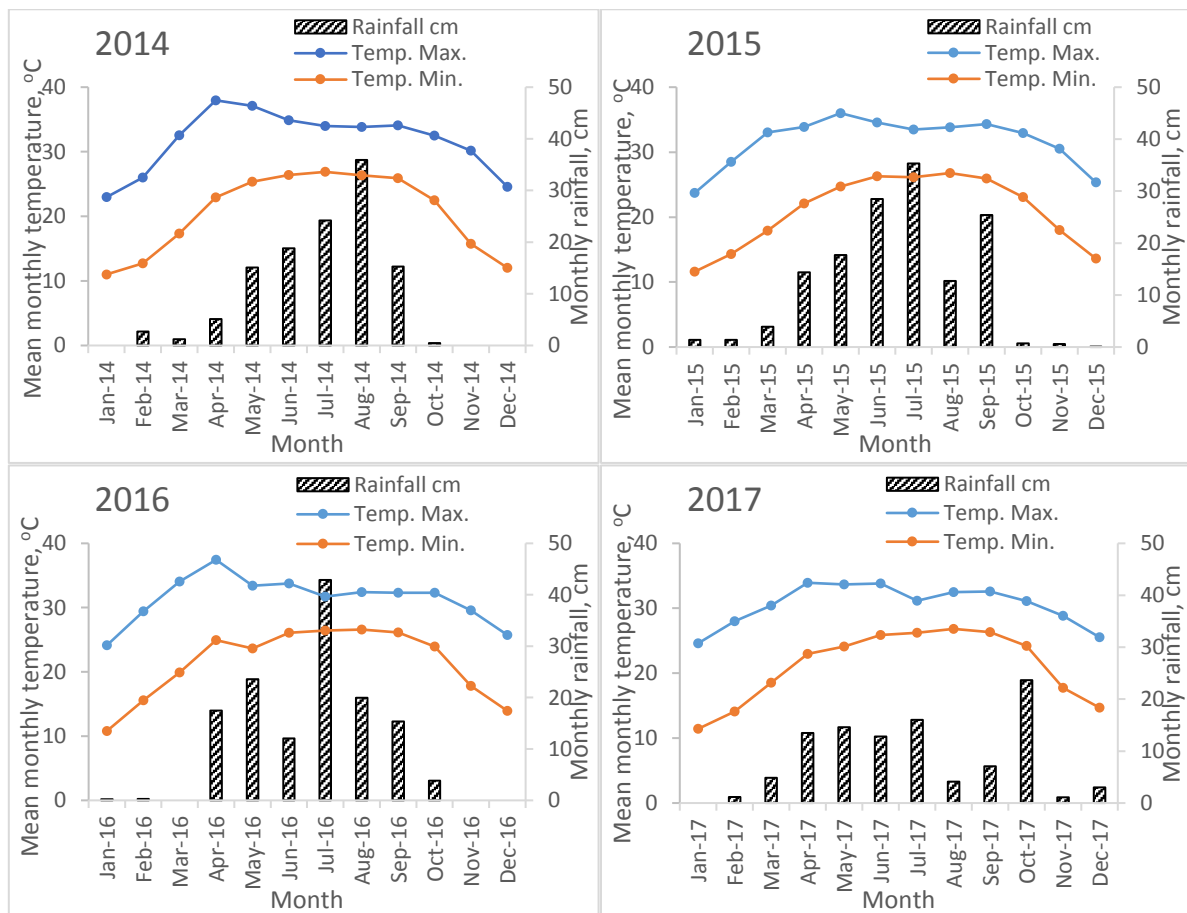 2014
Rainfall cm
Temp. Max.
Temp. Min.
Mean monthly temperature, °C
40
30
20
10
0
50
40
30
20
10
0
Monthly rainfall, cm
Jan-14
Feb-14
Mar-14
Apr-14
May-14
Jun-14
Jul-14
Aug-14
Sep-14
Oct-14
Nov-14
Dec-14
Month
2015
Rainfall cm
Temp. Max.
Temp. Min.
Mean monthly temperature, °C
40
30
20
10
0
50
40
30
20
10
0
Monthly rainfall, cm
Jan-15
Feb-15
Mar-15
Apr-15
May-15
Jun-15
Jul-15
Aug-15
Sep-15
Oct-15
Nov-15
Dec-15
Month
2016
Rainfall cm
Temp. Max.
Temp. Min.
Mean monthly temperature, °C
40
30
20
10
0
50
40
30
20
10
0
Monthly rainfall, cm
Jan-16
Feb-16
Mar-16
Apr-16
May-16
Jun-16
Jul-16
Aug-16
Sep-16
Oct-16
Nov-16
Dec-16
Month
2017
Rainfall cm
Temp. Max.
Temp. Min.
Mean monthly temperature, °C
40
30
20
10
0
50
40
30
20
10
0
Monthly rainfall, cm
Jan-17
Feb-17
Mar-17
Apr-17
May-17
Jun-17
Jul-17
Aug-17
Sep-17
Oct-17
Nov-17
Dec-17
Month